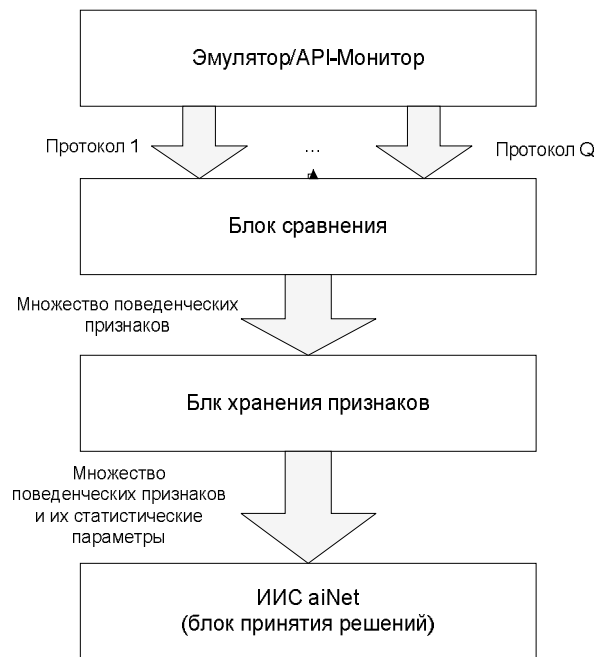 Эмулятор/API-Монитор
Протокол 1
...
Протокол Q
Блок сравнения
Множество поведенческих
признаков
Блк хранения признаков
Множество
поведенческих признаков
и их статистические
параметры
ИИС aiNet
(блок принятия решений)